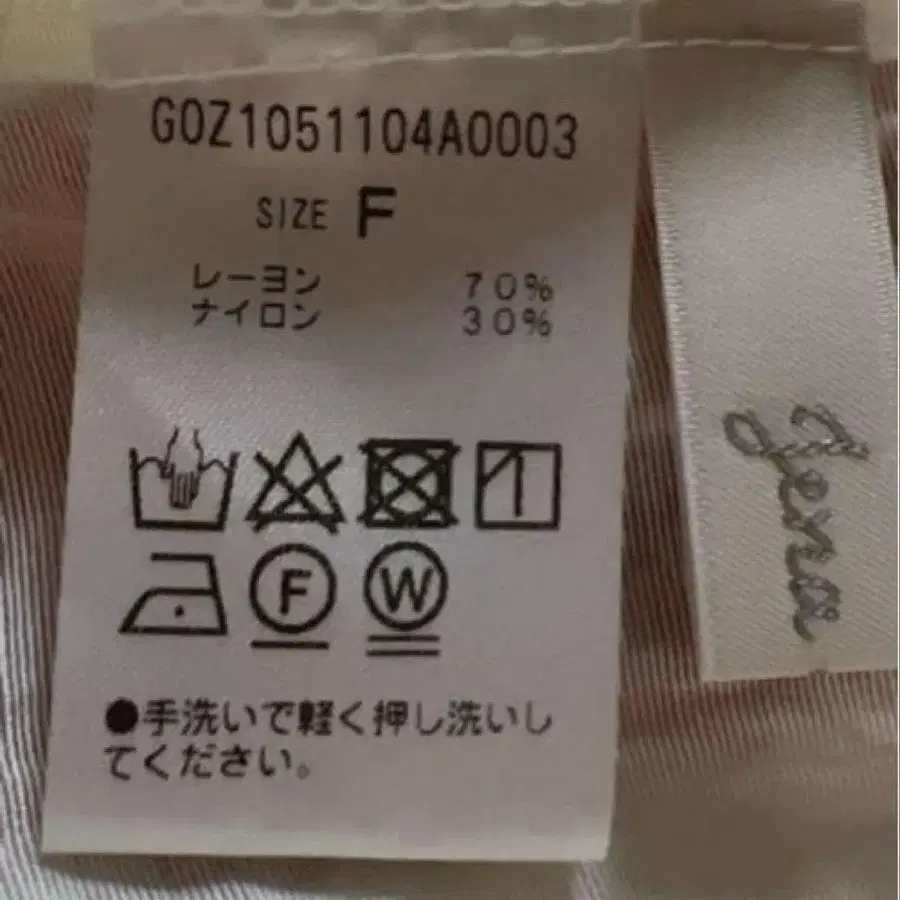 G0Z1051104A0003
SIZE F
レーヨン 70%
ナイロン 30%
F
W
●手洗いで軽く押し洗いし
てください。